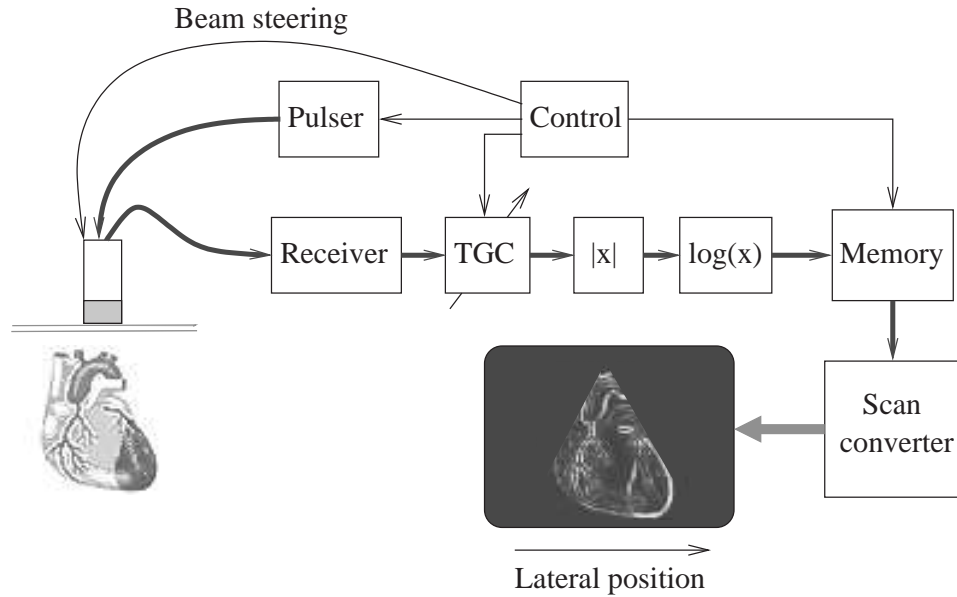 Beam steering
Pulser
Control
Receiver
TGC
|x|
log(x)
Memory
Scan
converter
Lateral position